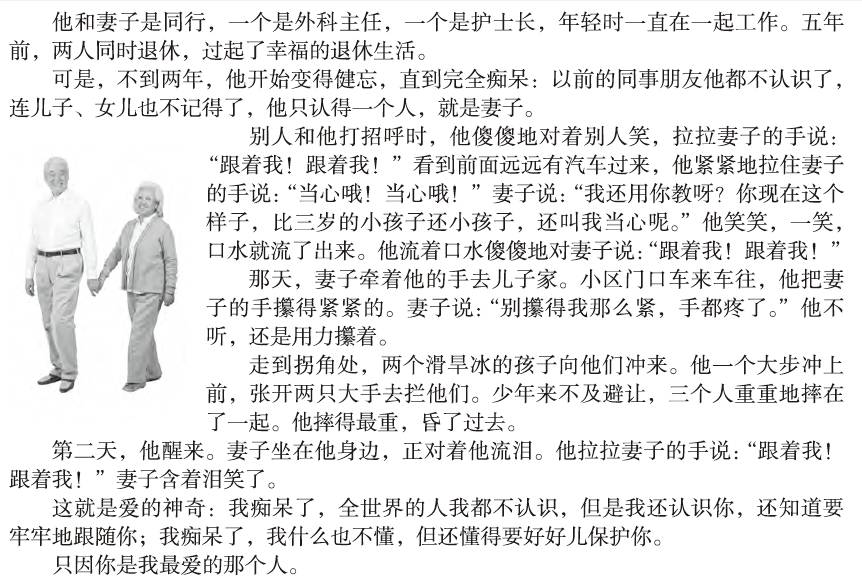 他和妻子是同行，一个是外科主任，一个是护士长，年轻时一直在一起工作。五年
前，两人同时退休，过起了幸福的退休生活。
可是，不到两年，他开始变得健忘，直到完全痴呆：以前的同事朋友他都不认识了，
连儿子、女儿也不记得了，他只认得一个人，就是妻子。
别人和他打招呼时，他傻傻地对着别人笑，拉拉妻子的手说：
“跟着我！跟着我！”看到前面远远有汽车过来，他紧紧地拉住妻子
的手说：“当心哦！当心哦！”妻子说：“我还用你教呀？你现在这个
样子，比三岁的小孩子还小孩子，还叫我当心呢。”他笑笑，一笑，
口水就流了出来。他流着口水傻傻地对妻子说：“跟着我！跟着我！”
那天，妻子牵着他的手去儿子家。小区门口车来车往，他把妻
子的手攥得紧紧的。妻子说：“别攥得我那么紧，手都疼了。”他不
听，还是用力攥着。
走到拐角处，两个滑旱冰的孩子向他们冲来。他一个大步冲上
前，张开两只大手去拦他们。少年来不及避让，三个人重重地摔在
了一起。他摔得最重，昏了过去。
第二天，他醒来。妻子坐在他身边，正对着他流泪。他拉拉妻子的手说：“跟着我！
跟着我！”妻子含着泪笑了。
这就是爱的神奇：我痴呆了，全世界的人我都不认识，但是我还认识你，还知道要
牢牢地跟随你；我痴呆了，我什么也不懂，但还懂得要好好儿保护你。
只因你是我最爱的那个人。